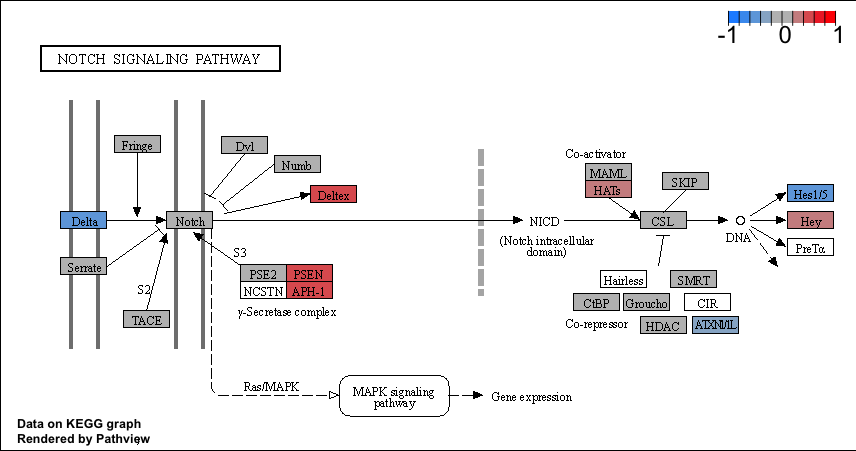 -1 0 1
NOTCH SIGNALING PATHWAY
Fringe
Dvl
Numb
Deltex
Delta
Notch
Serrate
S2
TACE
S3
PSE2 PSEN
NCSTN APH-1
γ-Secretase complex
NICD
(Notch intracellular
domain)
Co-activator
MAML
HATs
SKIP
CSL
DNA
Hes1/5
Hey
PreTα
Hairless
SMRT
CtBP
Groucho
CIR
Co-repressor
HDAC
Ras/MAPK
MAPK signaling
pathway
Gene expression
Data on KEGG graph
Rendered by Pathview